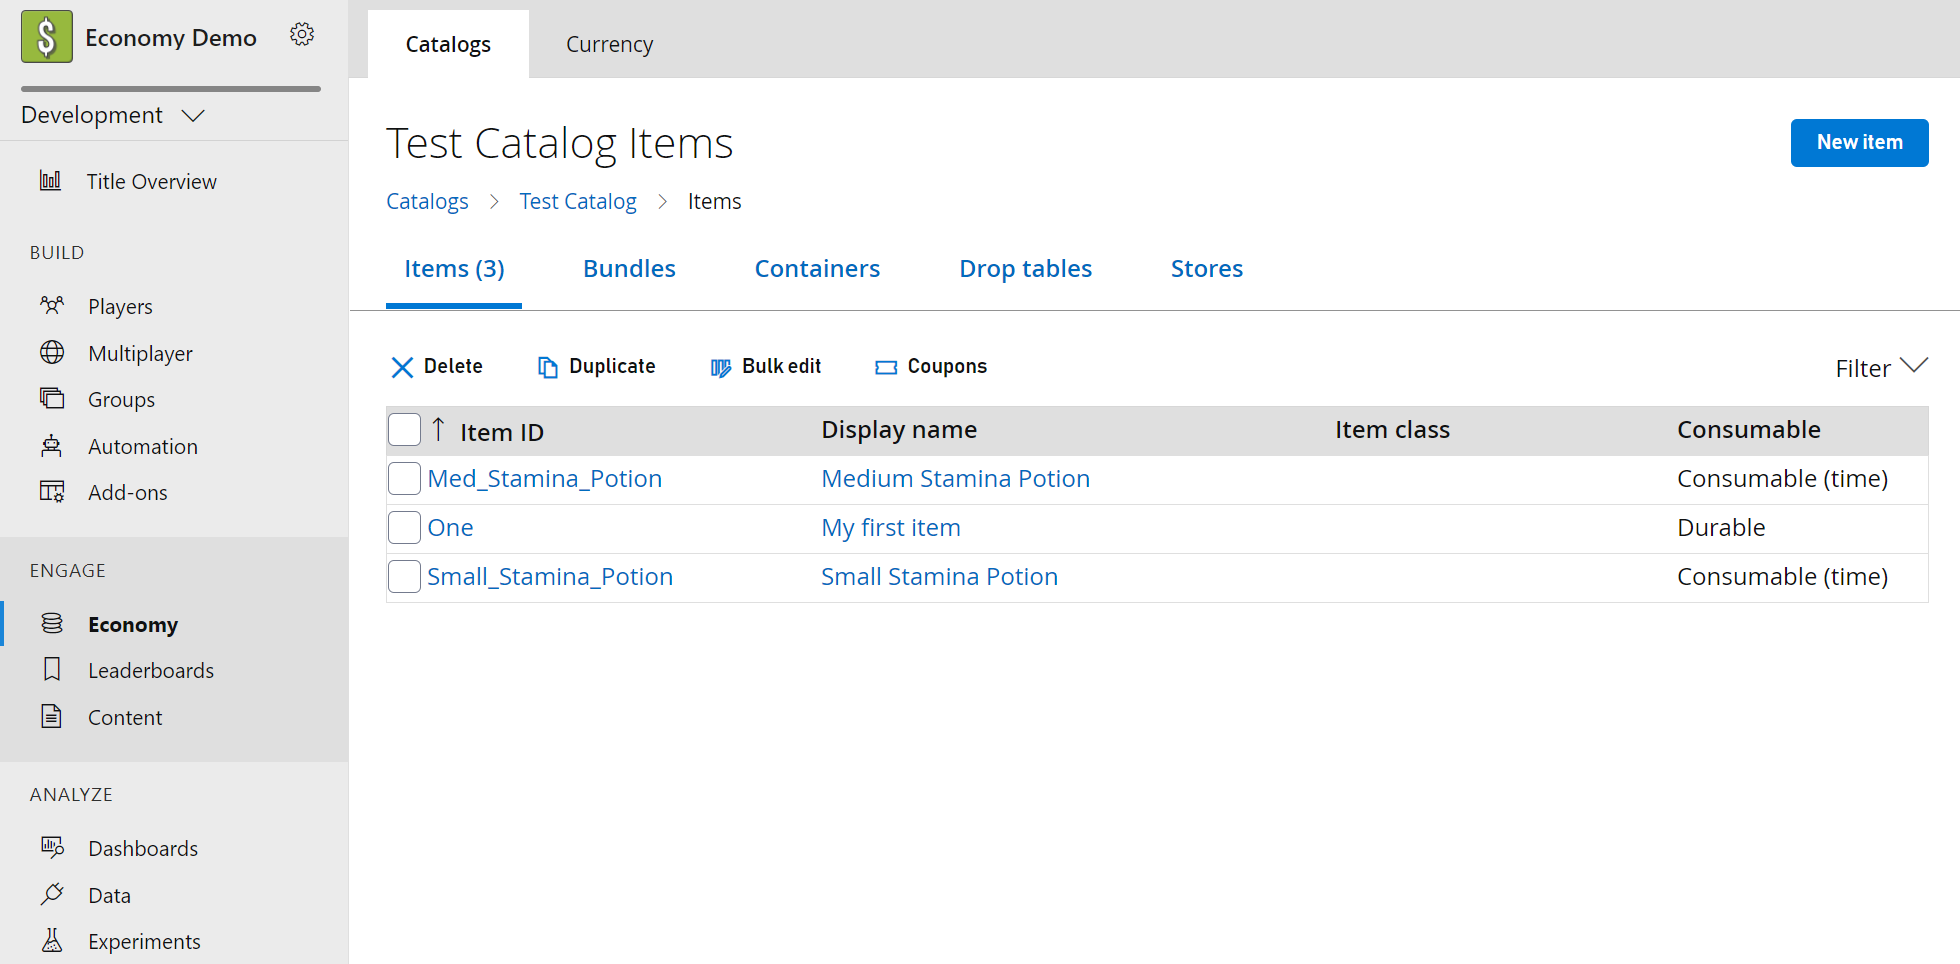 $ Economy Demo
Development
Title Overview
BUILD
Players
Multiplayer
Groups
Automation
Add-ons
ENGAGE
Economy
Leaderboards
Content
ANALYZE
Dashboards
Data
Experiments
Catalogs Currency
Test Catalog Items
New item
Catalogs > Test Catalog > Items
Items (3) Bundles Containers Drop tables Stores
Delete Duplicate Bulk edit Coupons Filter
↑ Item ID Display name Item class Consumable
Med_Stamina_Potion Medium Stamina Potion Consumable (time)
One My first item Durable
Small_Stamina_Potion Small Stamina Potion Consumable (time)